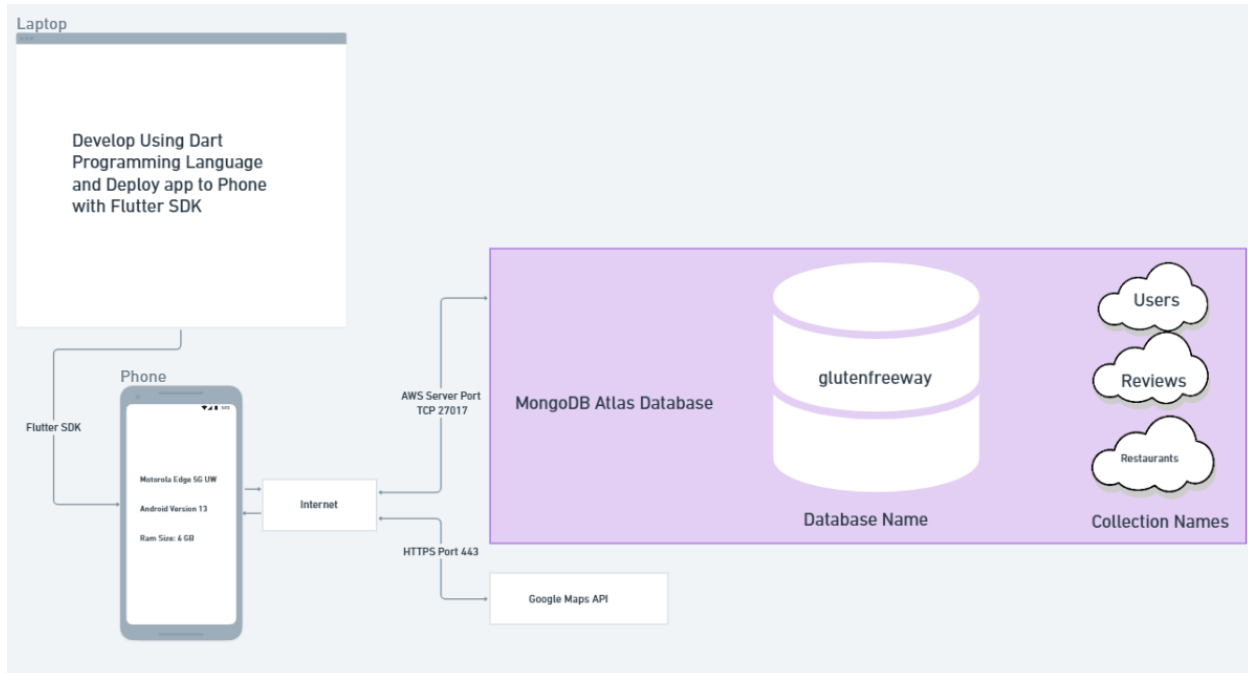 Laptop
Develop Using Dart
Programming Language
and Deploy app to Phone
with Flutter SDK
Flutter SDK
Phone
Motorola Edge 5G UW
Android Version 13
Ram Size: 6 GB
Internet
AWS Server Port
TCP 27017
HTTPS Port 443
MongoDB Atlas Database
glutenfreeway
Database Name
Users
Reviews
Restaurants
Collection Names
Google Maps API